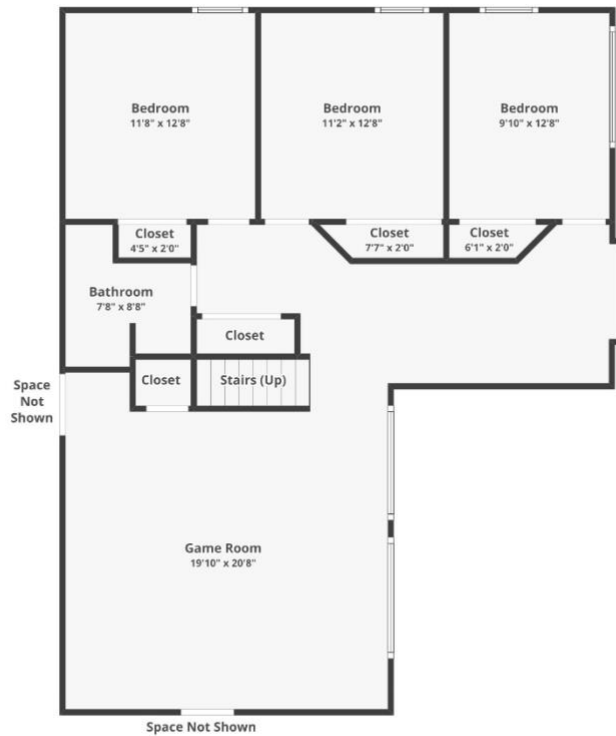 Bedroom
11'8" x 12'8"
Bedroom
11'2" x 12'8"
Bedroom
9'10" x 12'8"
Closet
4'5" x 2'0"
Closet
7'7" x 2'0"
Closet
6'1" x 2'0"
Bathroom
7'8" x 8'8"
Closet
Closet
Stairs (Up)
Space
Not
Shown
Game Room
19'10" x 20'8"
Space Not Shown